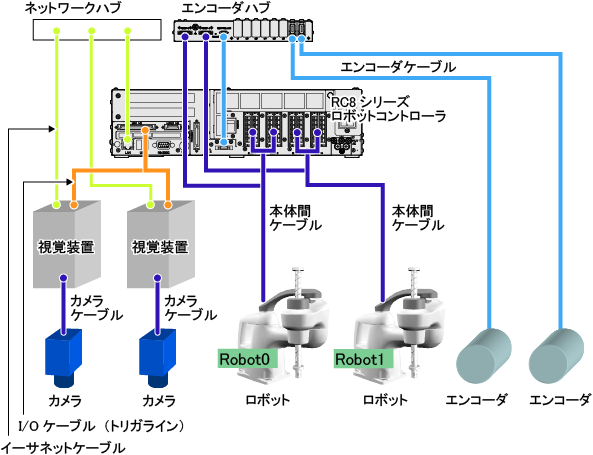 ネットワークハブ
エンコーダハブ
エンコーダケーブル
RC8 シリーズ
ロボットコントローラ
本体間
ケーブル
本体間
ケーブル
視覚装置
視覚装置
カメラ
ケーブル
カメラ
ケーブル
Robot0
Robot1
カメラ
カメラ
ロボット
ロボット
エンコーダ
エンコーダ
I/O ケーブル（トリガライン）
イーサネットケーブル